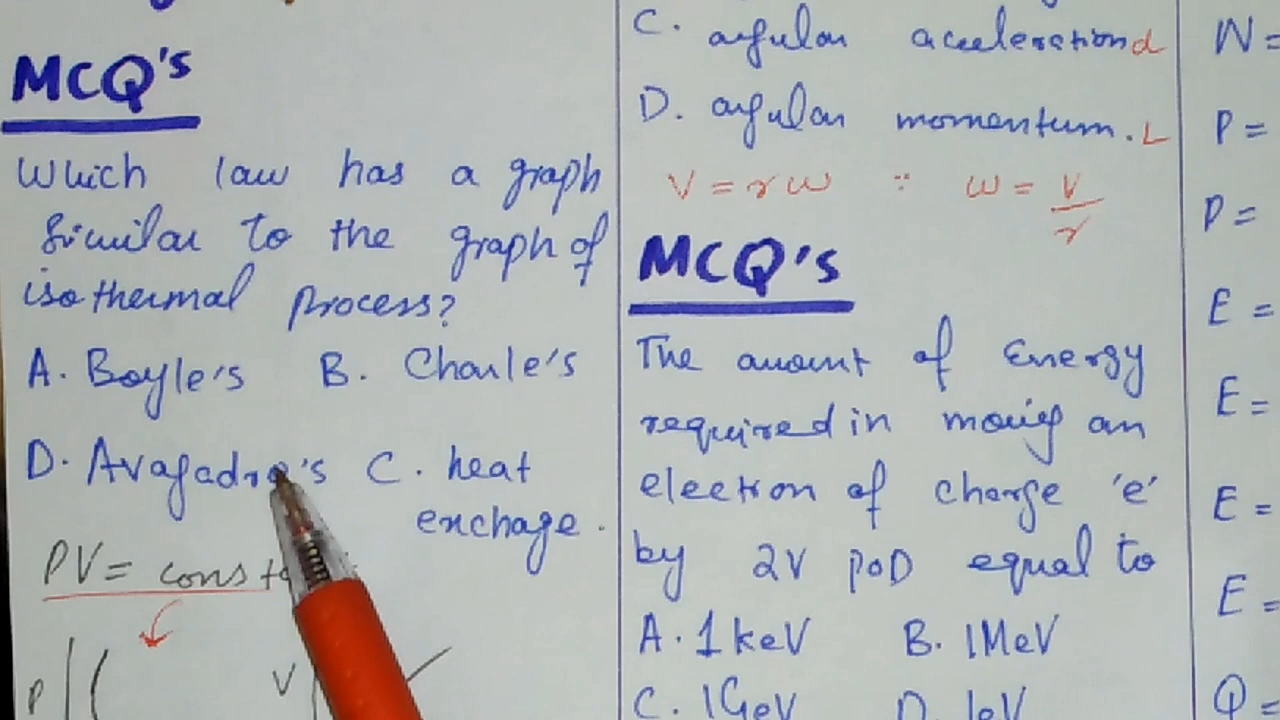 MCQ's
Which law has a graph
similar to the graph of
isothermal process?
A. Boyle's B. Charle's
D. Avagadro's C. heat
exchage.
PV = const
P
V
C. angular acceleration α
D. angular momentum. L
V = rω ∵ ω = V/r
MCQ's
The amount of Energy
required in moving an
electron of charge 'e'
by 2V PoD equal to
A. 1keV B. 1MeV
C. 1GeV D. 1eV
W =
P =
P =
E =
E =
E =
E =
Q =